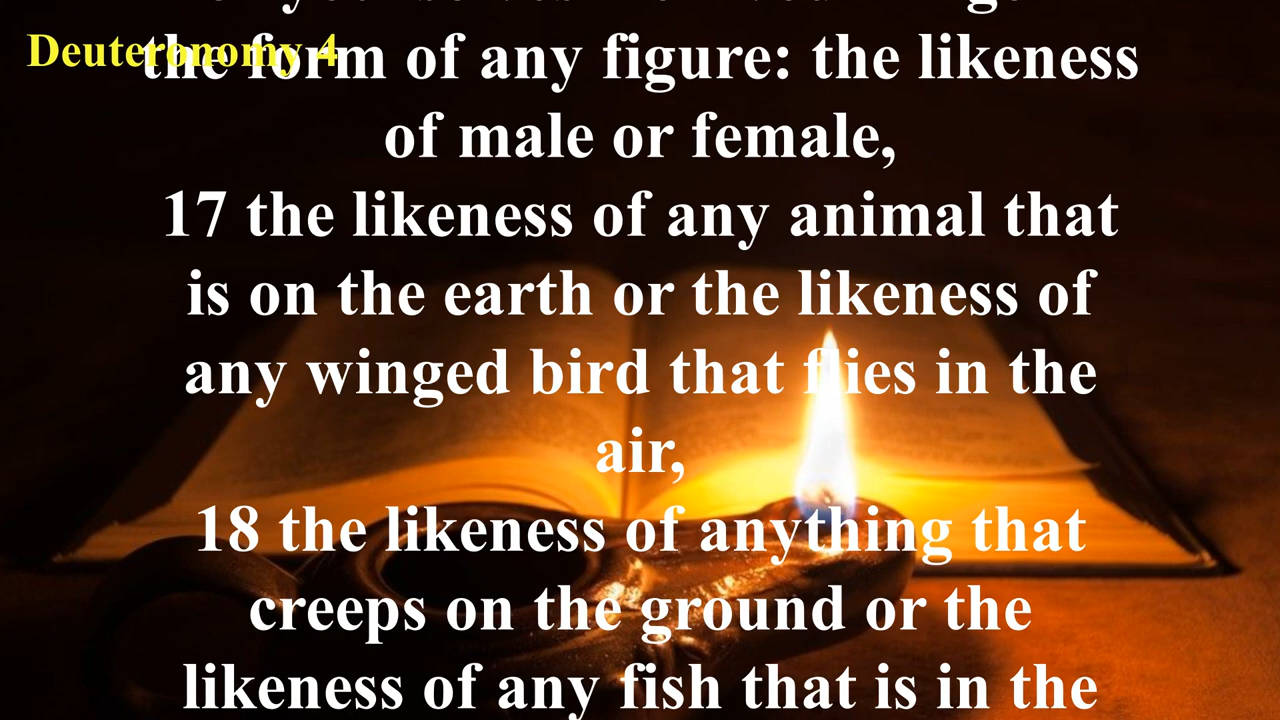 Deuteronomy 4
the form of any figure: the likeness
of male or female,
17 the likeness of any animal that
is on the earth or the likeness of
any winged bird that flies in the
air,
18 the likeness of anything that
creeps on the ground or the
likeness of any fish that is in the